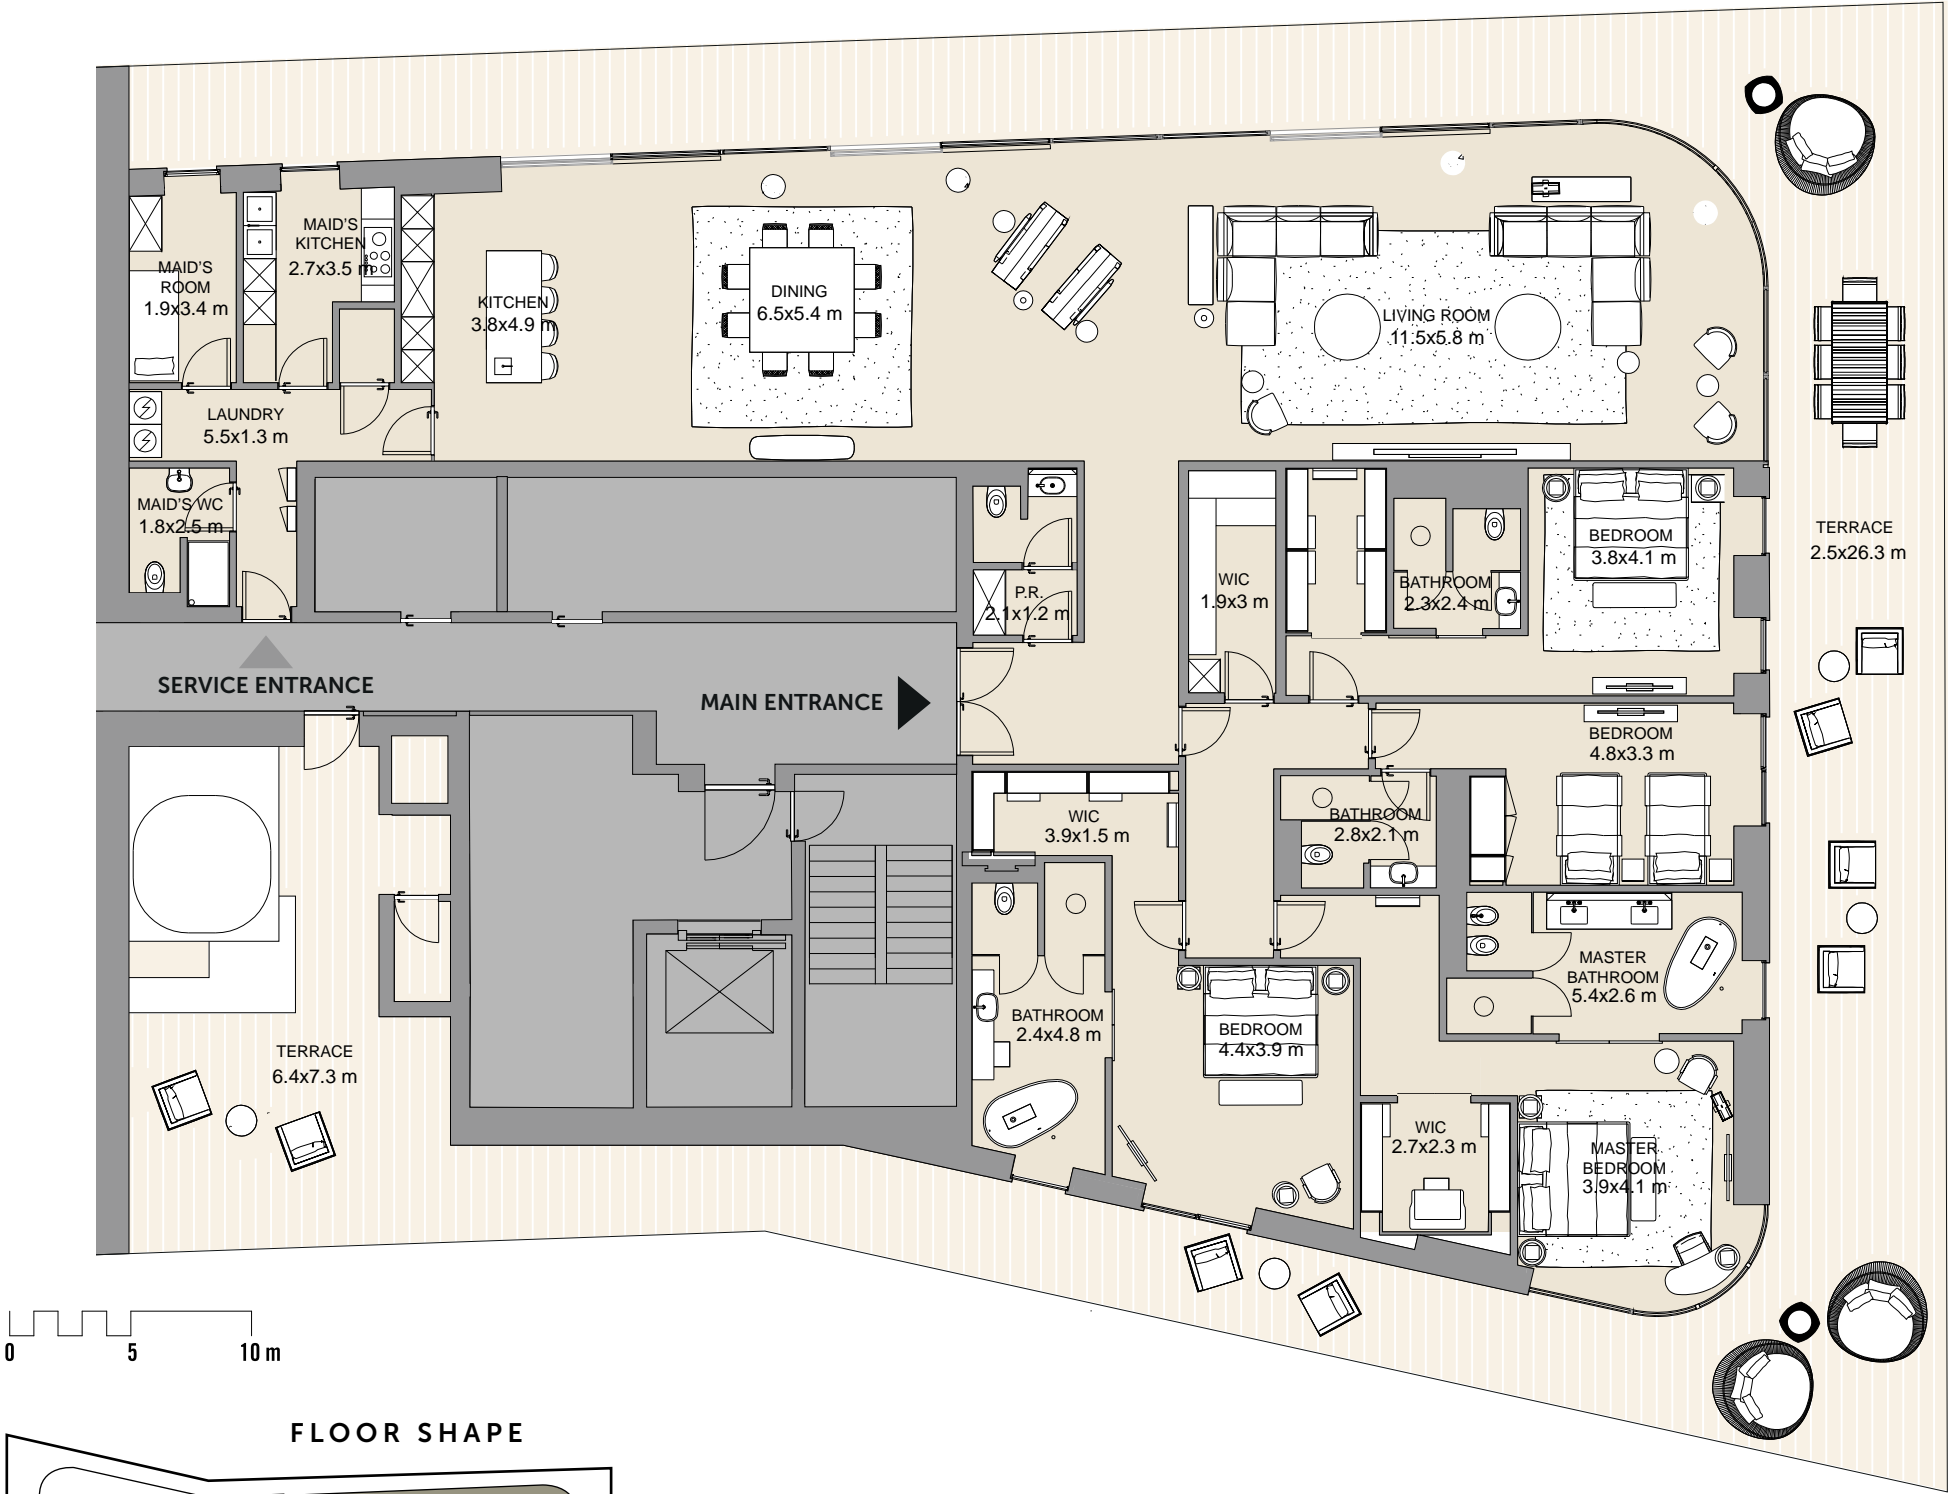 MAID'S
KITCHEN
2.7x3.5 m
MAID'S
ROOM
1.9x3.4 m
KITCHEN
3.8x4.9 m
DINING
6.5x5.4 m
LIVING ROOM
11.5x5.8 m
LAUNDRY
5.5x1.3 m
MAID'S WC
1.8x2.5 m
P.R.
2.1x1.2 m
WIC
1.9x3 m
BATHROOM
2.3x2.4 m
BEDROOM
3.8x4.1 m
TERRACE
2.5x26.3 m
SERVICE ENTRANCE
MAIN ENTRANCE
BEDROOM
4.8x3.3 m
WIC
3.9x1.5 m
BATHROOM
2.8x2.1 m
MASTER
BATHROOM
5.4x2.6 m
BATHROOM
2.4x4.8 m
BEDROOM
4.4x3.9 m
TERRACE
6.4x7.3 m
WIC
2.7x2.3 m
MASTER
BEDROOM
3.9x4.1 m
0 5 10 m
FLOOR SHAPE